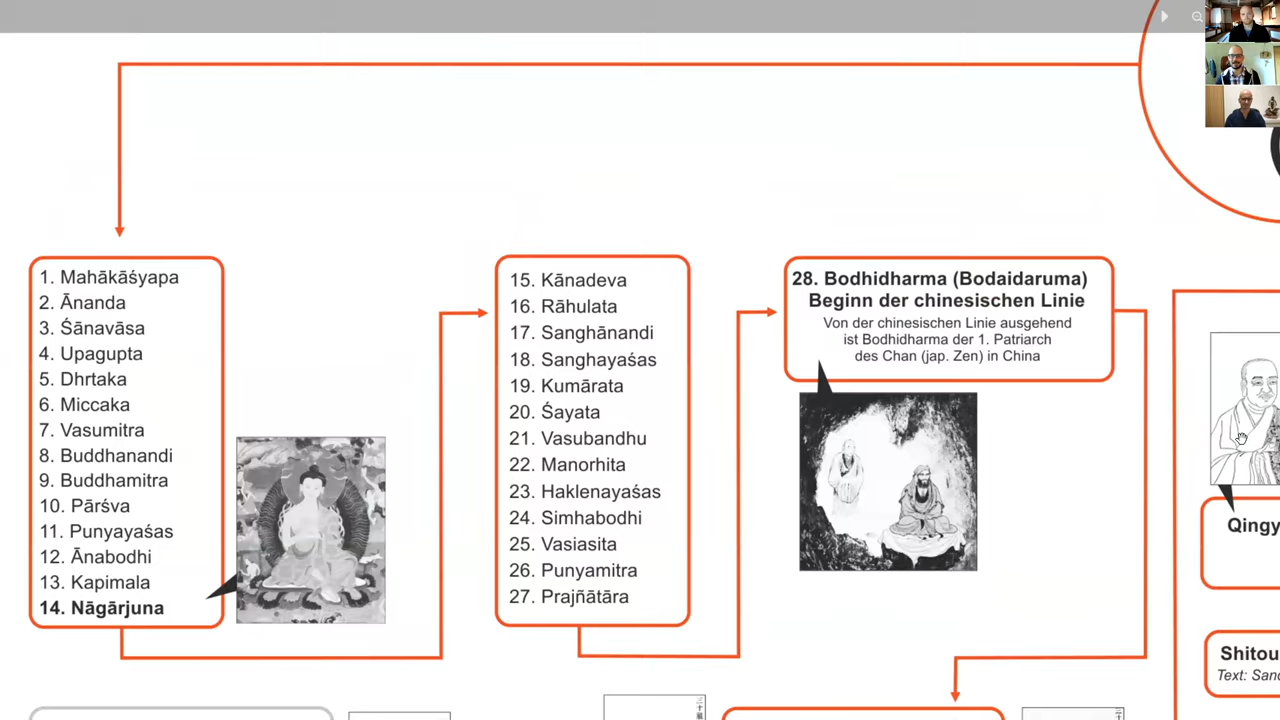 1. Mahākāśyapa
2. Ānanda
3. Śānavāsa
4. Upagupta
5. Dhrtaka
6. Miccaka
7. Vasumitra
8. Buddhanandi
9. Buddhamitra
10. Pārśva
11. Punyayaśas
12. Ānabodhi
13. Kapimala
14. Nāgārjuna
15. Kānadeva
16. Rāhulata
17. Sanghānandi
18. Sanghayaśas
19. Kumārata
20. Śayata
21. Vasubandhu
22. Manorhita
23. Haklenayaśas
24. Simhabodhi
25. Vasiasita
26. Punyamitra
27. Prajñātāra
28. Bodhidharma (Bodaidaruma)
Beginn der chinesischen Linie
Von der chinesischen Linie ausgehend
ist Bodhidharma der 1. Patriarch
des Chan (jap. Zen) in China
Qingy
Shitou
Text: Sand